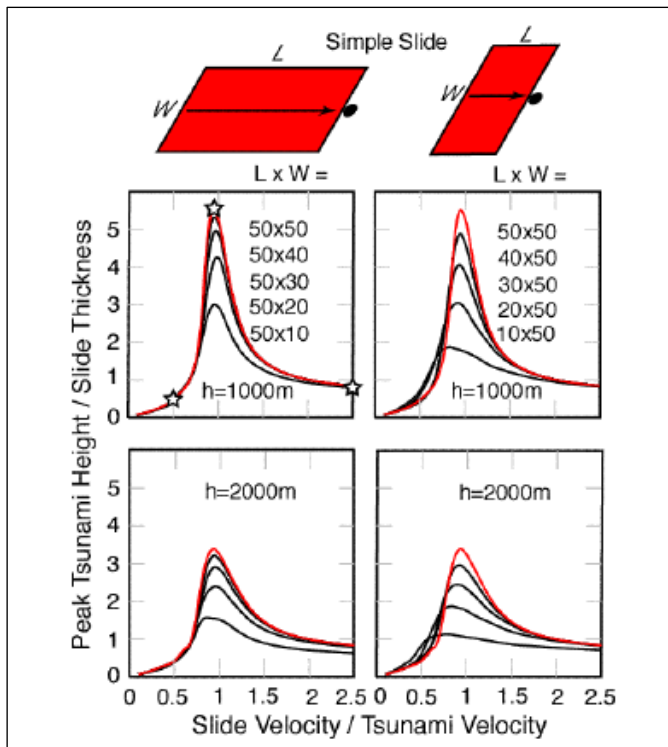 Simple Slide
L
L
W
W
L x W =
L x W =
Peak Tsunami Height / Slide Thickness
5
4
3
2
1
0
50x50
50x40
50x30
50x20
50x10
h=1000m
50x50
40x50
30x50
20x50
10x50
h=1000m
5
4
3
2
1
0
h=2000m
h=2000m
0 0.5 1 1.5 2 2.5
0 0.5 1 1.5 2 2.5
Slide Velocity / Tsunami Velocity